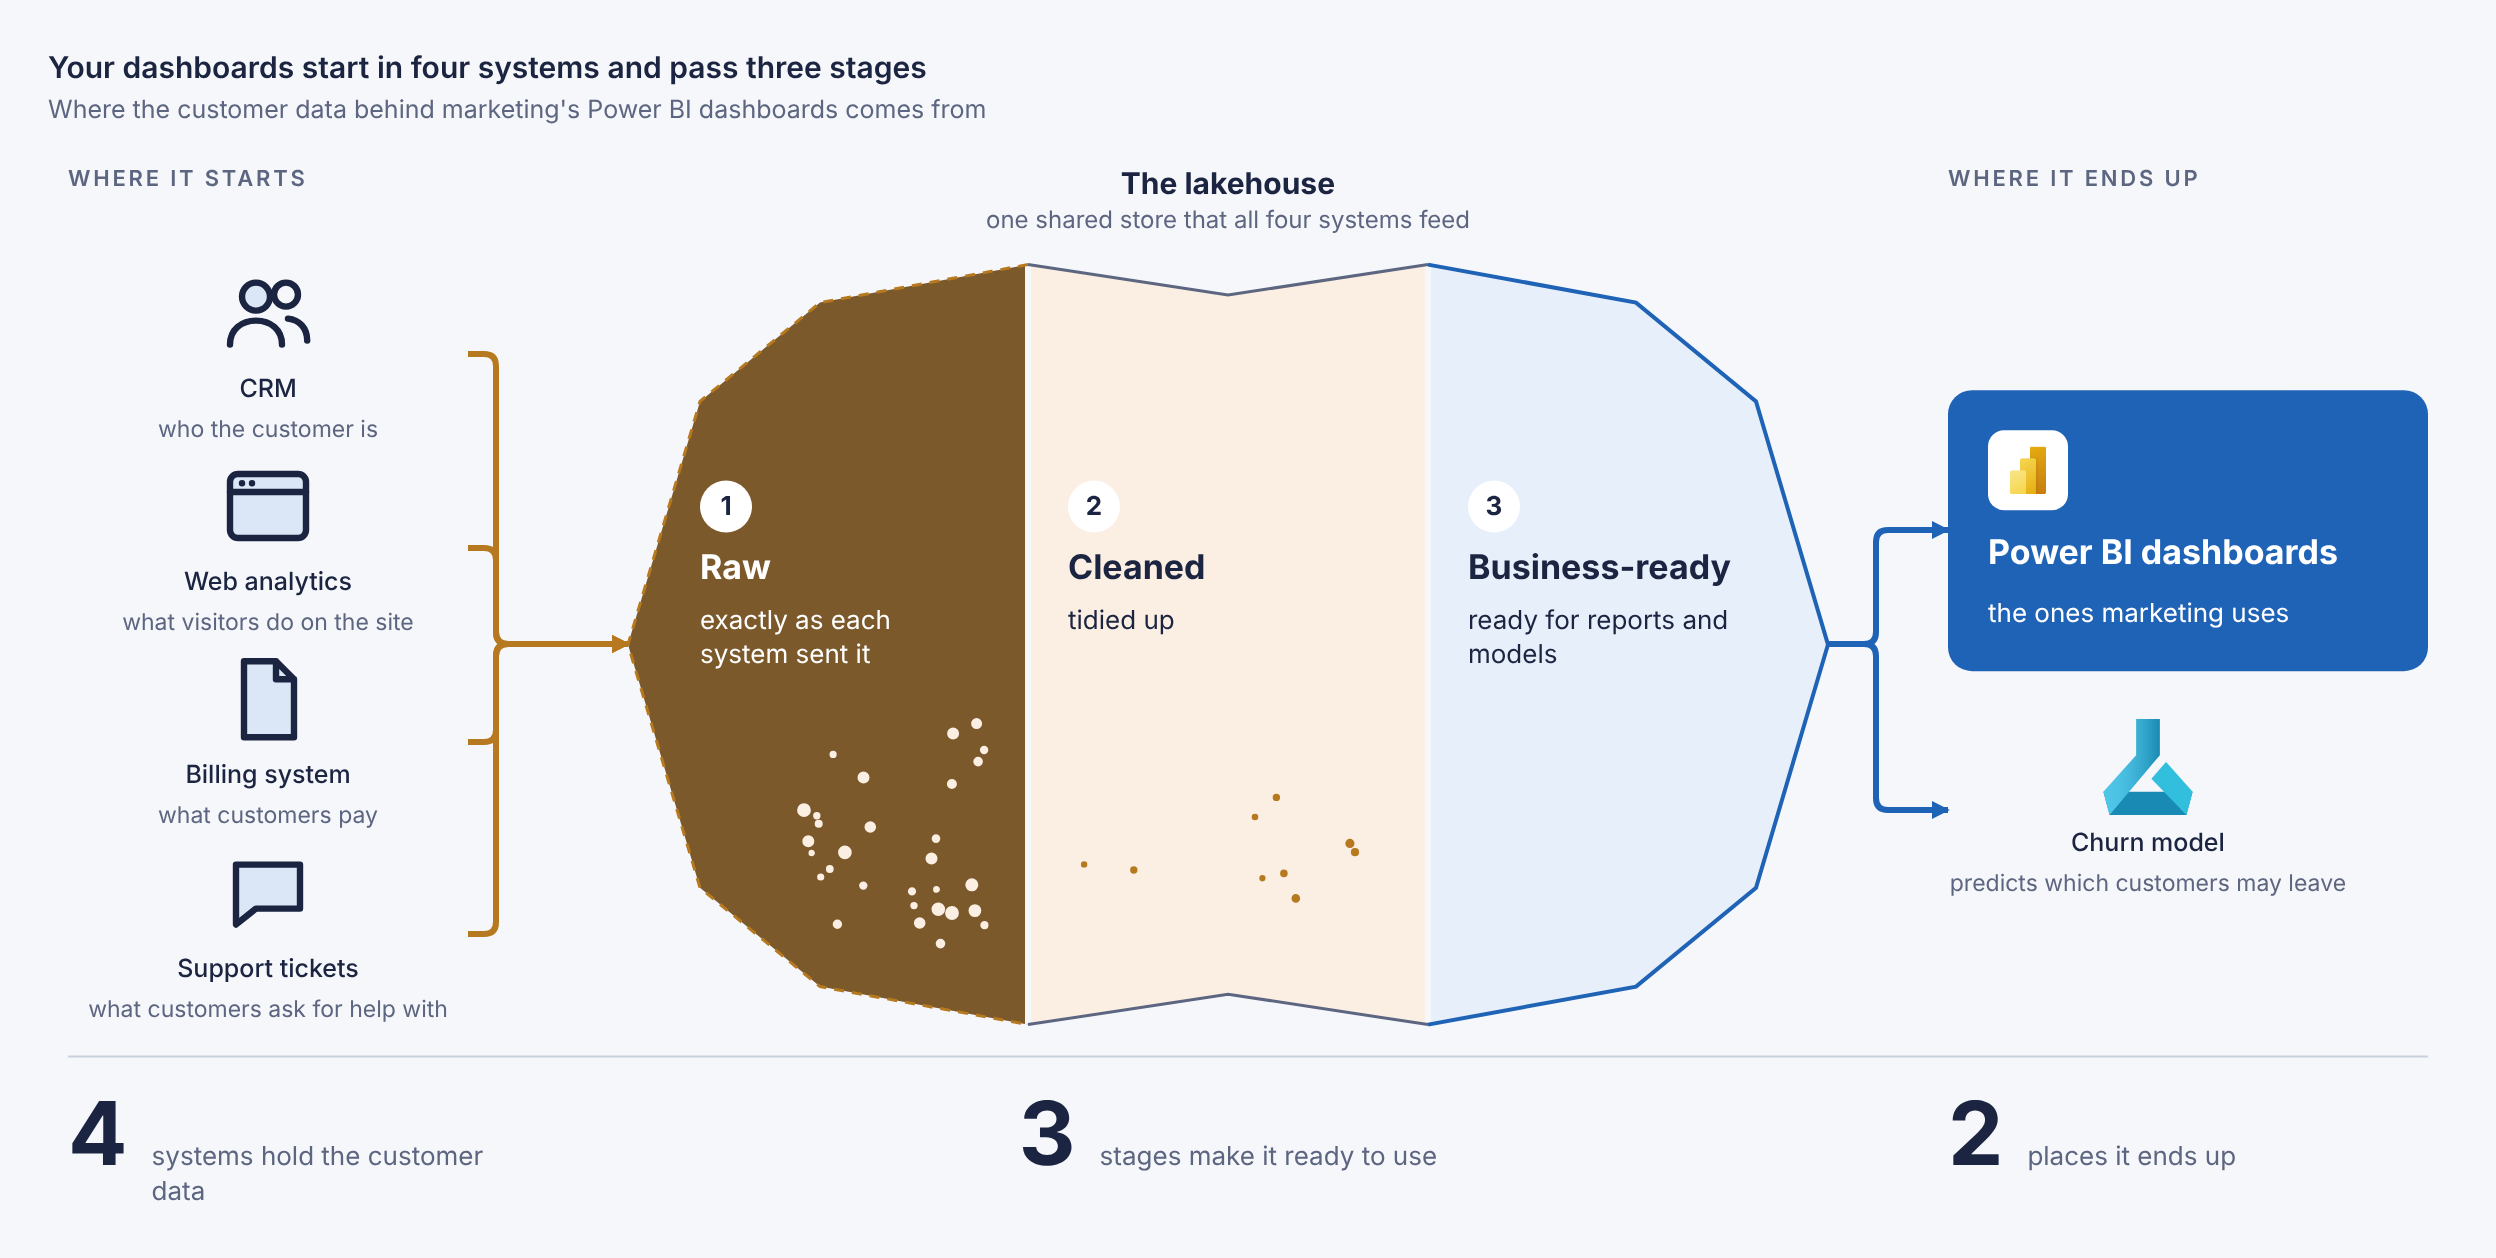 Your dashboards start in four systems and pass three stages
Where the customer data behind marketing's Power BI dashboards comes from
WHERE IT STARTS
The lakehouse
one shared store that all four systems feed
WHERE IT ENDS UP
CRM
who the customer is
Web analytics
what visitors do on the site
Billing system
what customers pay
Support tickets
what customers ask for help with
1
Raw
exactly as each
system sent it
2
Cleaned
tidied up
3
Business-ready
ready for reports and
models
Power BI dashboards
the ones marketing uses
Churn model
predicts which customers may leave
4
systems hold the customer
data
3
stages make it ready to use
2
places it ends up